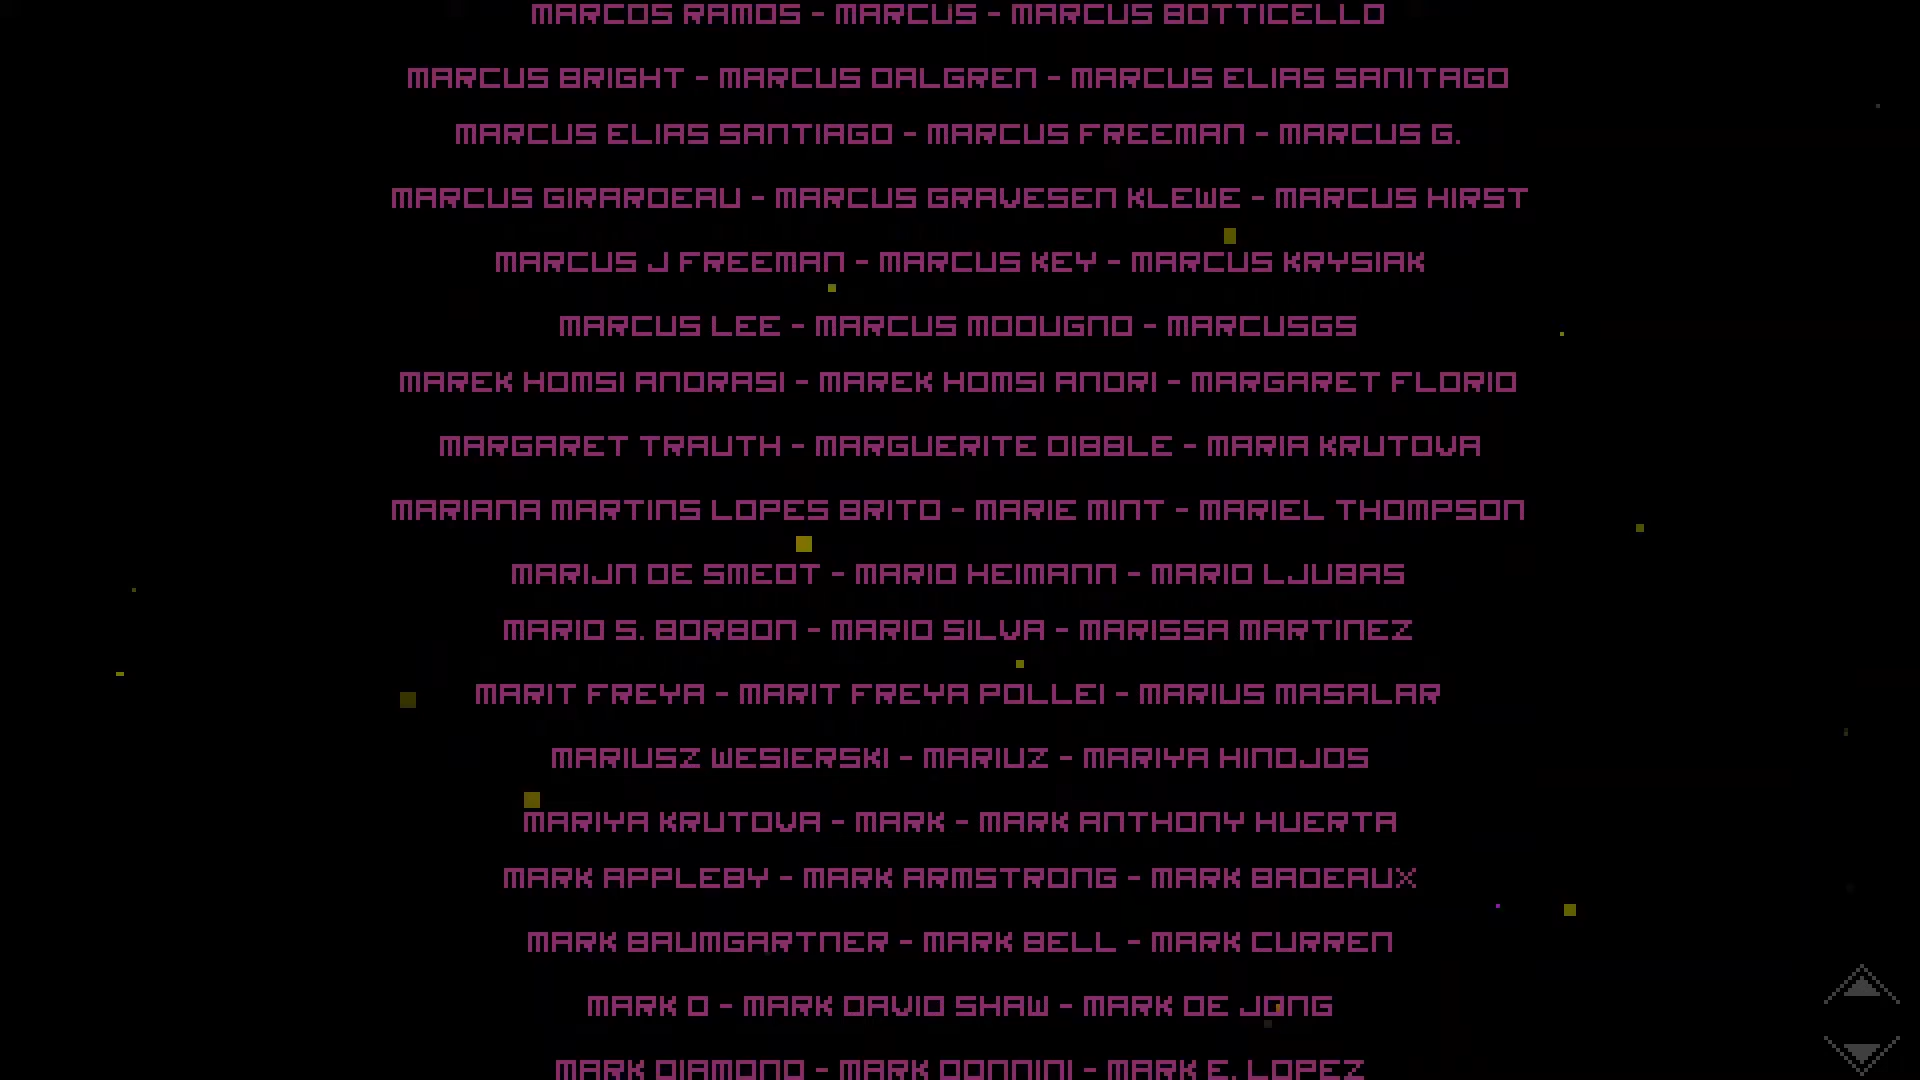 MARCOS RAMOS - MARCUS - MARCUS BOTTICELLO
MARCUS BRIGHT - MARCUS DALGREN - MARCUS ELIAS SANITAGO
MARCUS ELIAS SANTIAGO - MARCUS FREEMAN - MARCUS G.
MARCUS GIRARDEAU - MARCUS GRAVESEN KLEWE - MARCUS HIRST
MARCUS J FREEMAN - MARCUS KEY - MARCUS KRYSIAK
MARCUS LEE - MARCUS MODUGNO - MARCUSGS
MAREK HOMSI ANDRASI - MAREK HOMSI ANDRI - MARGARET FLORIO
MARGARET TRAUTH - MARGUERITE DIBBLE - MARIA KRUTOVA
MARIANA MARTINS LOPES BRITO - MARIE MINT - MARIEL THOMPSON
MARIJN DE SMEDT - MARIO HEIMANN - MARIO LJUBAS
MARIO S. BORBON - MARIO SILVA - MARISSA MARTINEZ
MARIT FREYA - MARIT FREYA POLLEI - MARIUS MASALAR
MARIUSZ WESIERSKI - MARIUZ - MARIYA HINOJOS
MARIYA KRUTOVA - MARK - MARK ANTHONY HUERTA
MARK APPLEBY - MARK ARMSTRONG - MARK BADEAUX
MARK BAUMGARTNER - MARK BELL - MARK CURREN
MARK D - MARK DAVID SHAW - MARK DE JONG
MARK DIAMOND - MARK DONNINI - MARK E. LOPEZ